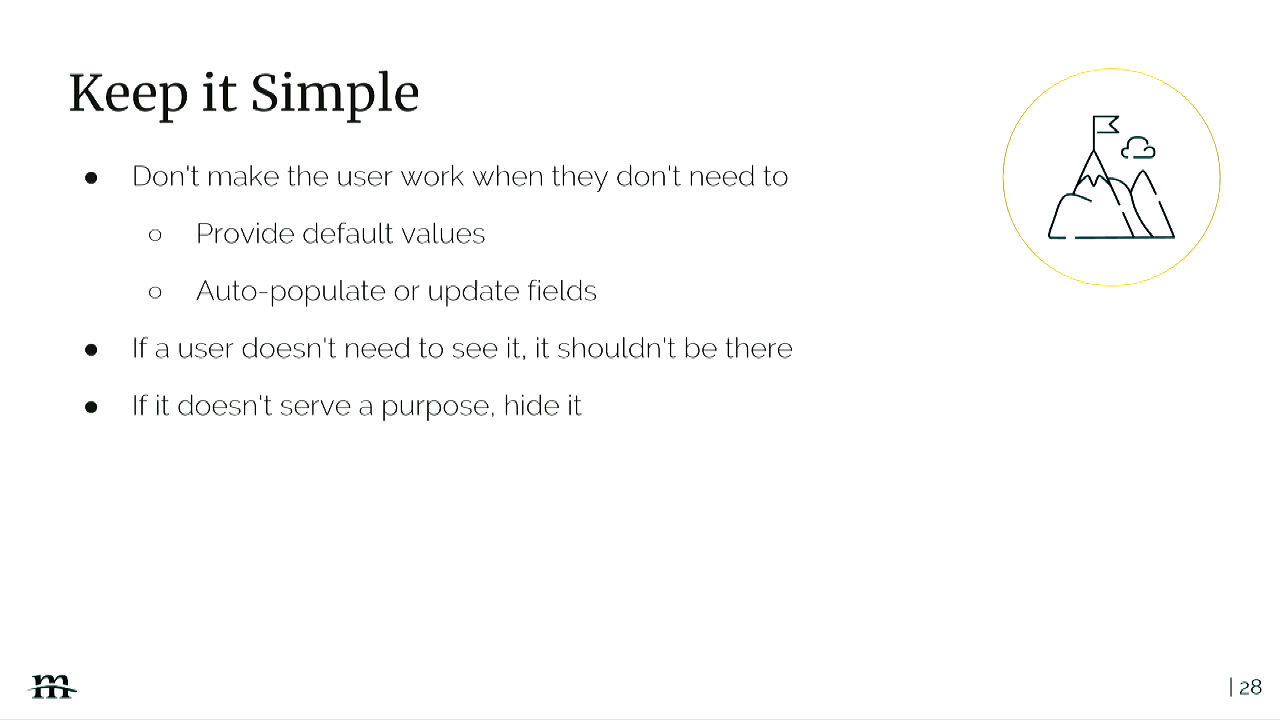 Keep it Simple
● Don't make the user work when they don't need to
○ Provide default values
○ Auto-populate or update fields
● If a user doesn't need to see it, it shouldn't be there
● If it doesn't serve a purpose, hide it
m
| 28